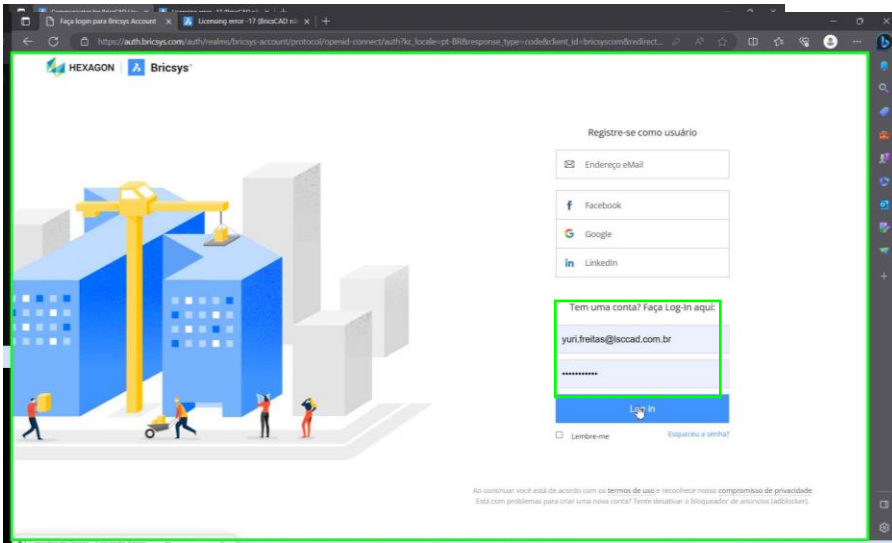 Faça login para Bricsys Account
Licensing error -17 (BricsCAD
https://auth.bricsys.com/auth/realms/bricsys-account/protocol/openid-connect/auth?kc_locale=pt-BR&response_type=code&client_id=bricsyscom&redirect...
HEXAGON Bricsys
Registre-se como usuário
Endereço eMail
Facebook
Google
Linkedin
Tem uma conta? Faça Log-In aqui:
yuri.freitas@lsccad.com.br
•••••••••••
Log in
Lembre-me Esqueceu a senha?
Ao continuar você está de acordo com os termos de uso e reconhece nosso compromisso de privacidade
Está com problemas para criar uma nova conta? Tente desativar o bloqueador de anúncios (adblocker).